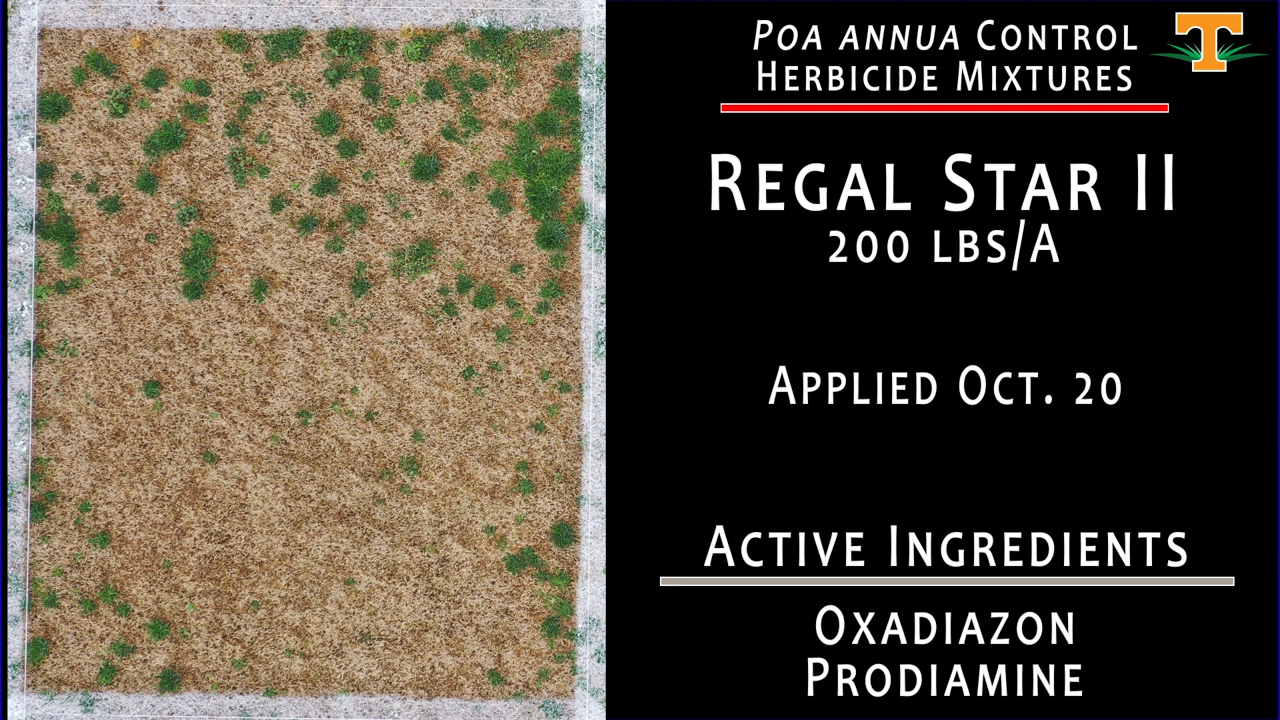 Poa annua Control
Herbicide Mixtures
T
Regal Star II
200 lbs/A
Applied Oct. 20
Active Ingredients
Oxadiazon
Prodiamine